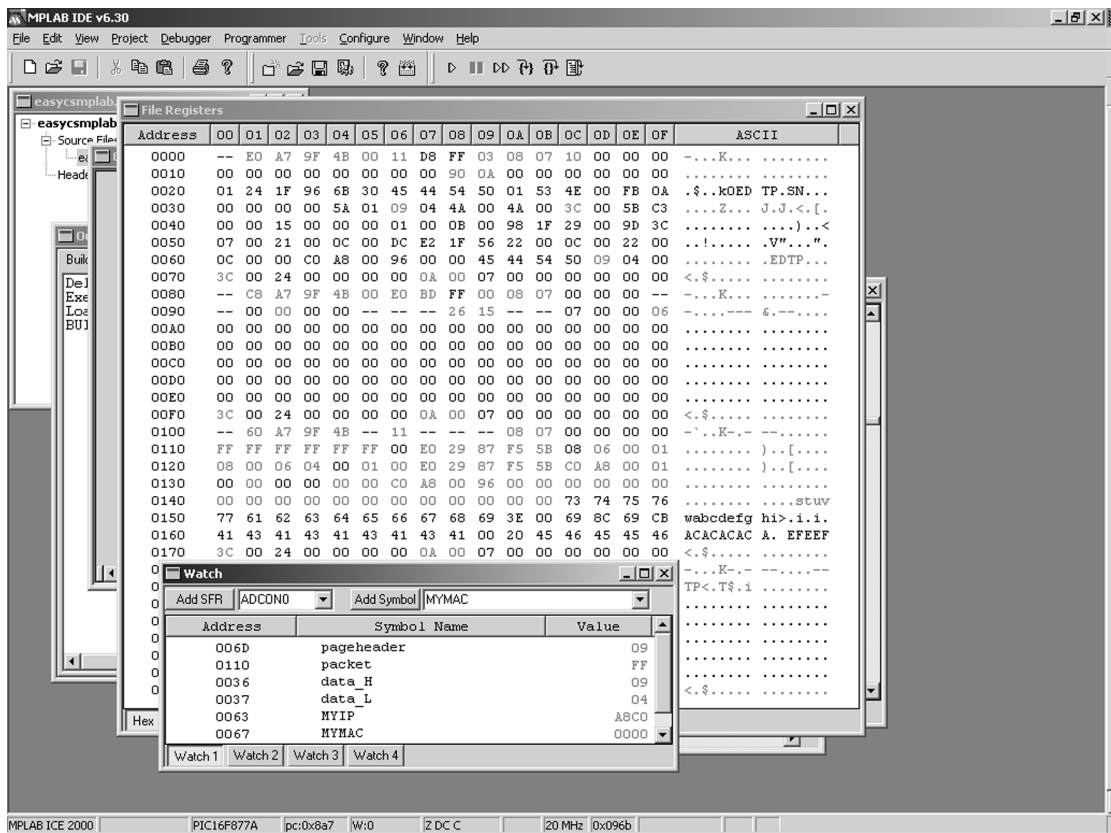 MPLAB IDE v6.30
File Edit View Project Debugger Programmer Tools Configure Window Help
easycsmplab.
easycsmplab
Source Files
Heade
Build
Del
Exe
Loa
BUI
File Registers
Address 00 01 02 03 04 05 06 07 08 09 0A 0B 0C 0D 0E 0F ASCII
0000 -- E0 A7 9F 4B 00 11 D8 FF 03 08 07 10 00 00 00 -...K... ........
0010 00 00 00 00 00 00 00 00 90 0A 00 00 00 00 00 00 ........ ........
0020 01 24 1F 96 6B 30 45 44 54 50 01 53 4E 00 FB 0A .$..k0ED TP.SN...
0030 00 00 00 00 5A 01 09 04 4A 00 4A 00 3C 00 5B C3 ....Z... J.J.<.[.
0040 00 00 15 00 00 00 01 00 0B 00 98 1F 29 00 9D 3C ........ ....)..<
0050 07 00 21 00 0C 00 DC E2 1F 56 22 00 0C 00 22 00 ..!..... .V"...".
0060 0C 00 00 C0 A8 00 96 00 00 45 44 54 50 09 04 00 ........ .EDTP...
0070 3C 00 24 00 00 00 00 0A 00 07 00 00 00 00 00 00 <.$..... ........
0080 -- C8 A7 9F 4B 00 E0 BD FF 00 08 07 00 00 00 -- -...K... .......-
0090 -- 00 00 00 00 -- -- -- 26 15 -- -- 07 00 00 06 -....--- &.--....
00A0 00 00 00 00 00 00 00 00 00 00 00 00 00 00 00 00 ........ ........
00B0 00 00 00 00 00 00 00 00 00 00 00 00 00 00 00 00 ........ ........
00C0 00 00 00 00 00 00 00 00 00 00 00 00 00 00 00 00 ........ ........
00D0 00 00 00 00 00 00 00 00 00 00 00 00 00 00 00 00 ........ ........
00E0 00 00 00 00 00 00 00 00 00 00 00 00 00 00 00 00 ........ ........
00F0 3C 00 24 00 00 00 00 0A 00 07 00 00 00 00 00 00 <.$..... ........
0100 -- 60 A7 9F 4B -- 11 -- -- -- 08 07 00 00 00 00 -`..K-.- --......
0110 FF FF FF FF FF FF 00 E0 29 87 F5 5B 08 06 00 01 ........ )..[....
0120 08 00 06 04 00 01 00 E0 29 87 F5 5B C0 A8 00 01 ........ )..[....
0130 00 00 00 00 00 00 C0 A8 00 96 00 00 00 00 00 00 ........ ........
0140 00 00 00 00 00 00 00 00 00 00 00 00 73 74 75 76 ........ ....stuv
0150 77 61 62 63 64 65 66 67 68 69 3E 00 69 8C 69 CB wabcdefg hi>.i.i.
0160 41 43 41 43 41 43 41 43 41 00 20 45 46 45 45 46 ACACACAC A. EFEEF
0170 3C 00 24 00 00 00 00 0A 00 07 00 00 00 00 00 00 <.$..... ........
-...K-.- --....--
TP<.T$.i ........
........ ........
........ ........
........ ........
........ ........
........ ........
<.$..... ........
Hex
Watch
Add SFR ADCON0 Add Symbol MYMAC
Address Symbol Name Value
006D pageheader 09
0110 packet FF
0036 data_H 09
0037 data_L 04
0063 MYIP A8C0
0067 MYMAC 0000
Watch 1 Watch 2 Watch 3 Watch 4
MPLAB ICE 2000 PIC16F877A pc:0x8a7 W:0 Z DC C 20 MHz 0x096b